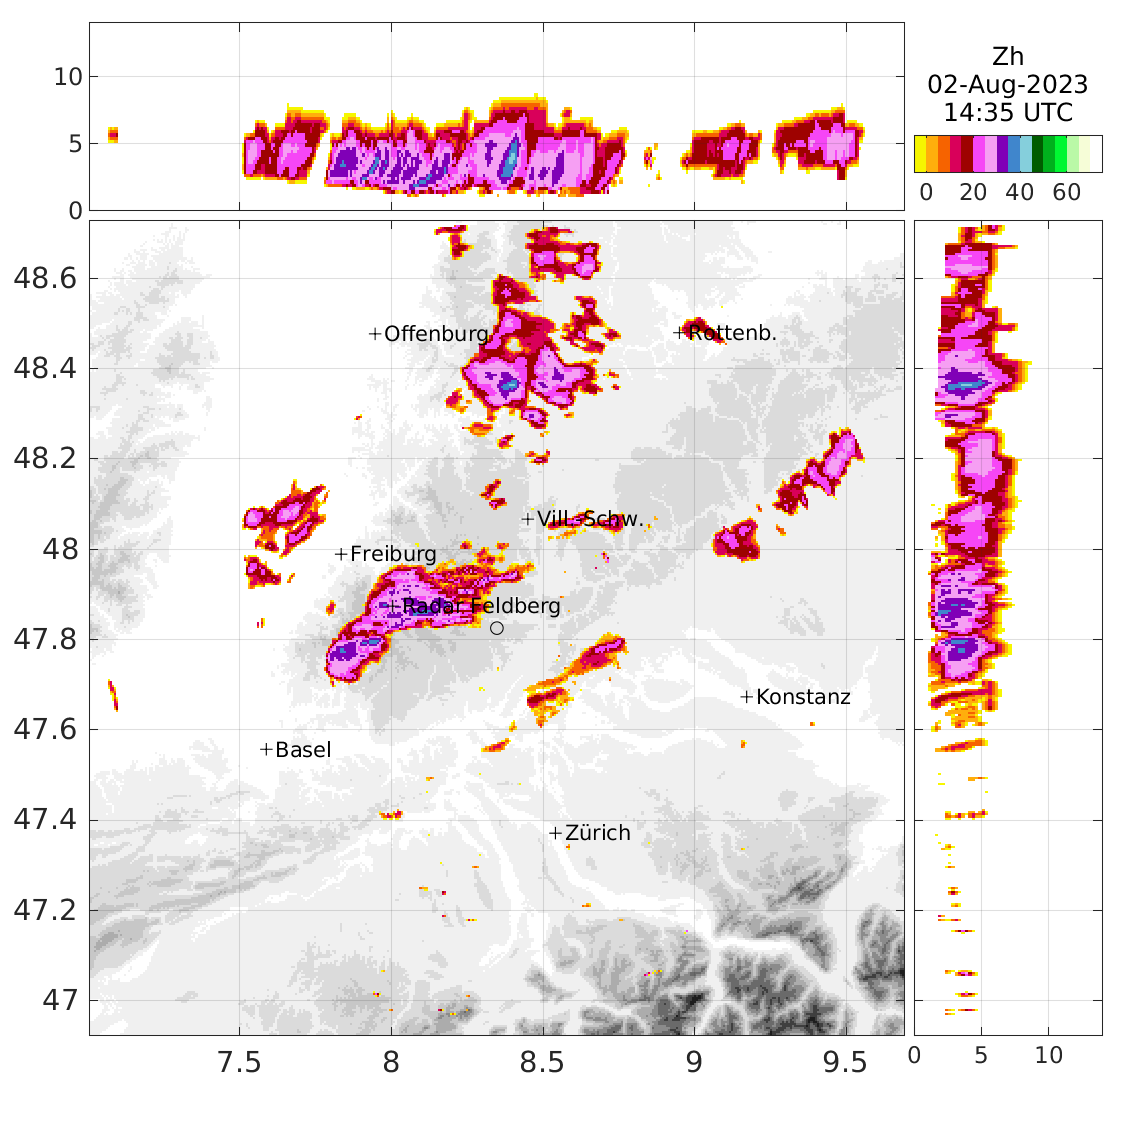 Zh
02-Aug-2023
14:35 UTC
0 20 40 60
10
5
0
48.6
48.4
48.2
48
47.8
47.6
47.4
47.2
47
Offenburg
Rottenb.
Vill.-Schw.
Freiburg
Radar Feldberg
Konstanz
Basel
Zürich
7.5 8 8.5 9 9.5
0 5 10